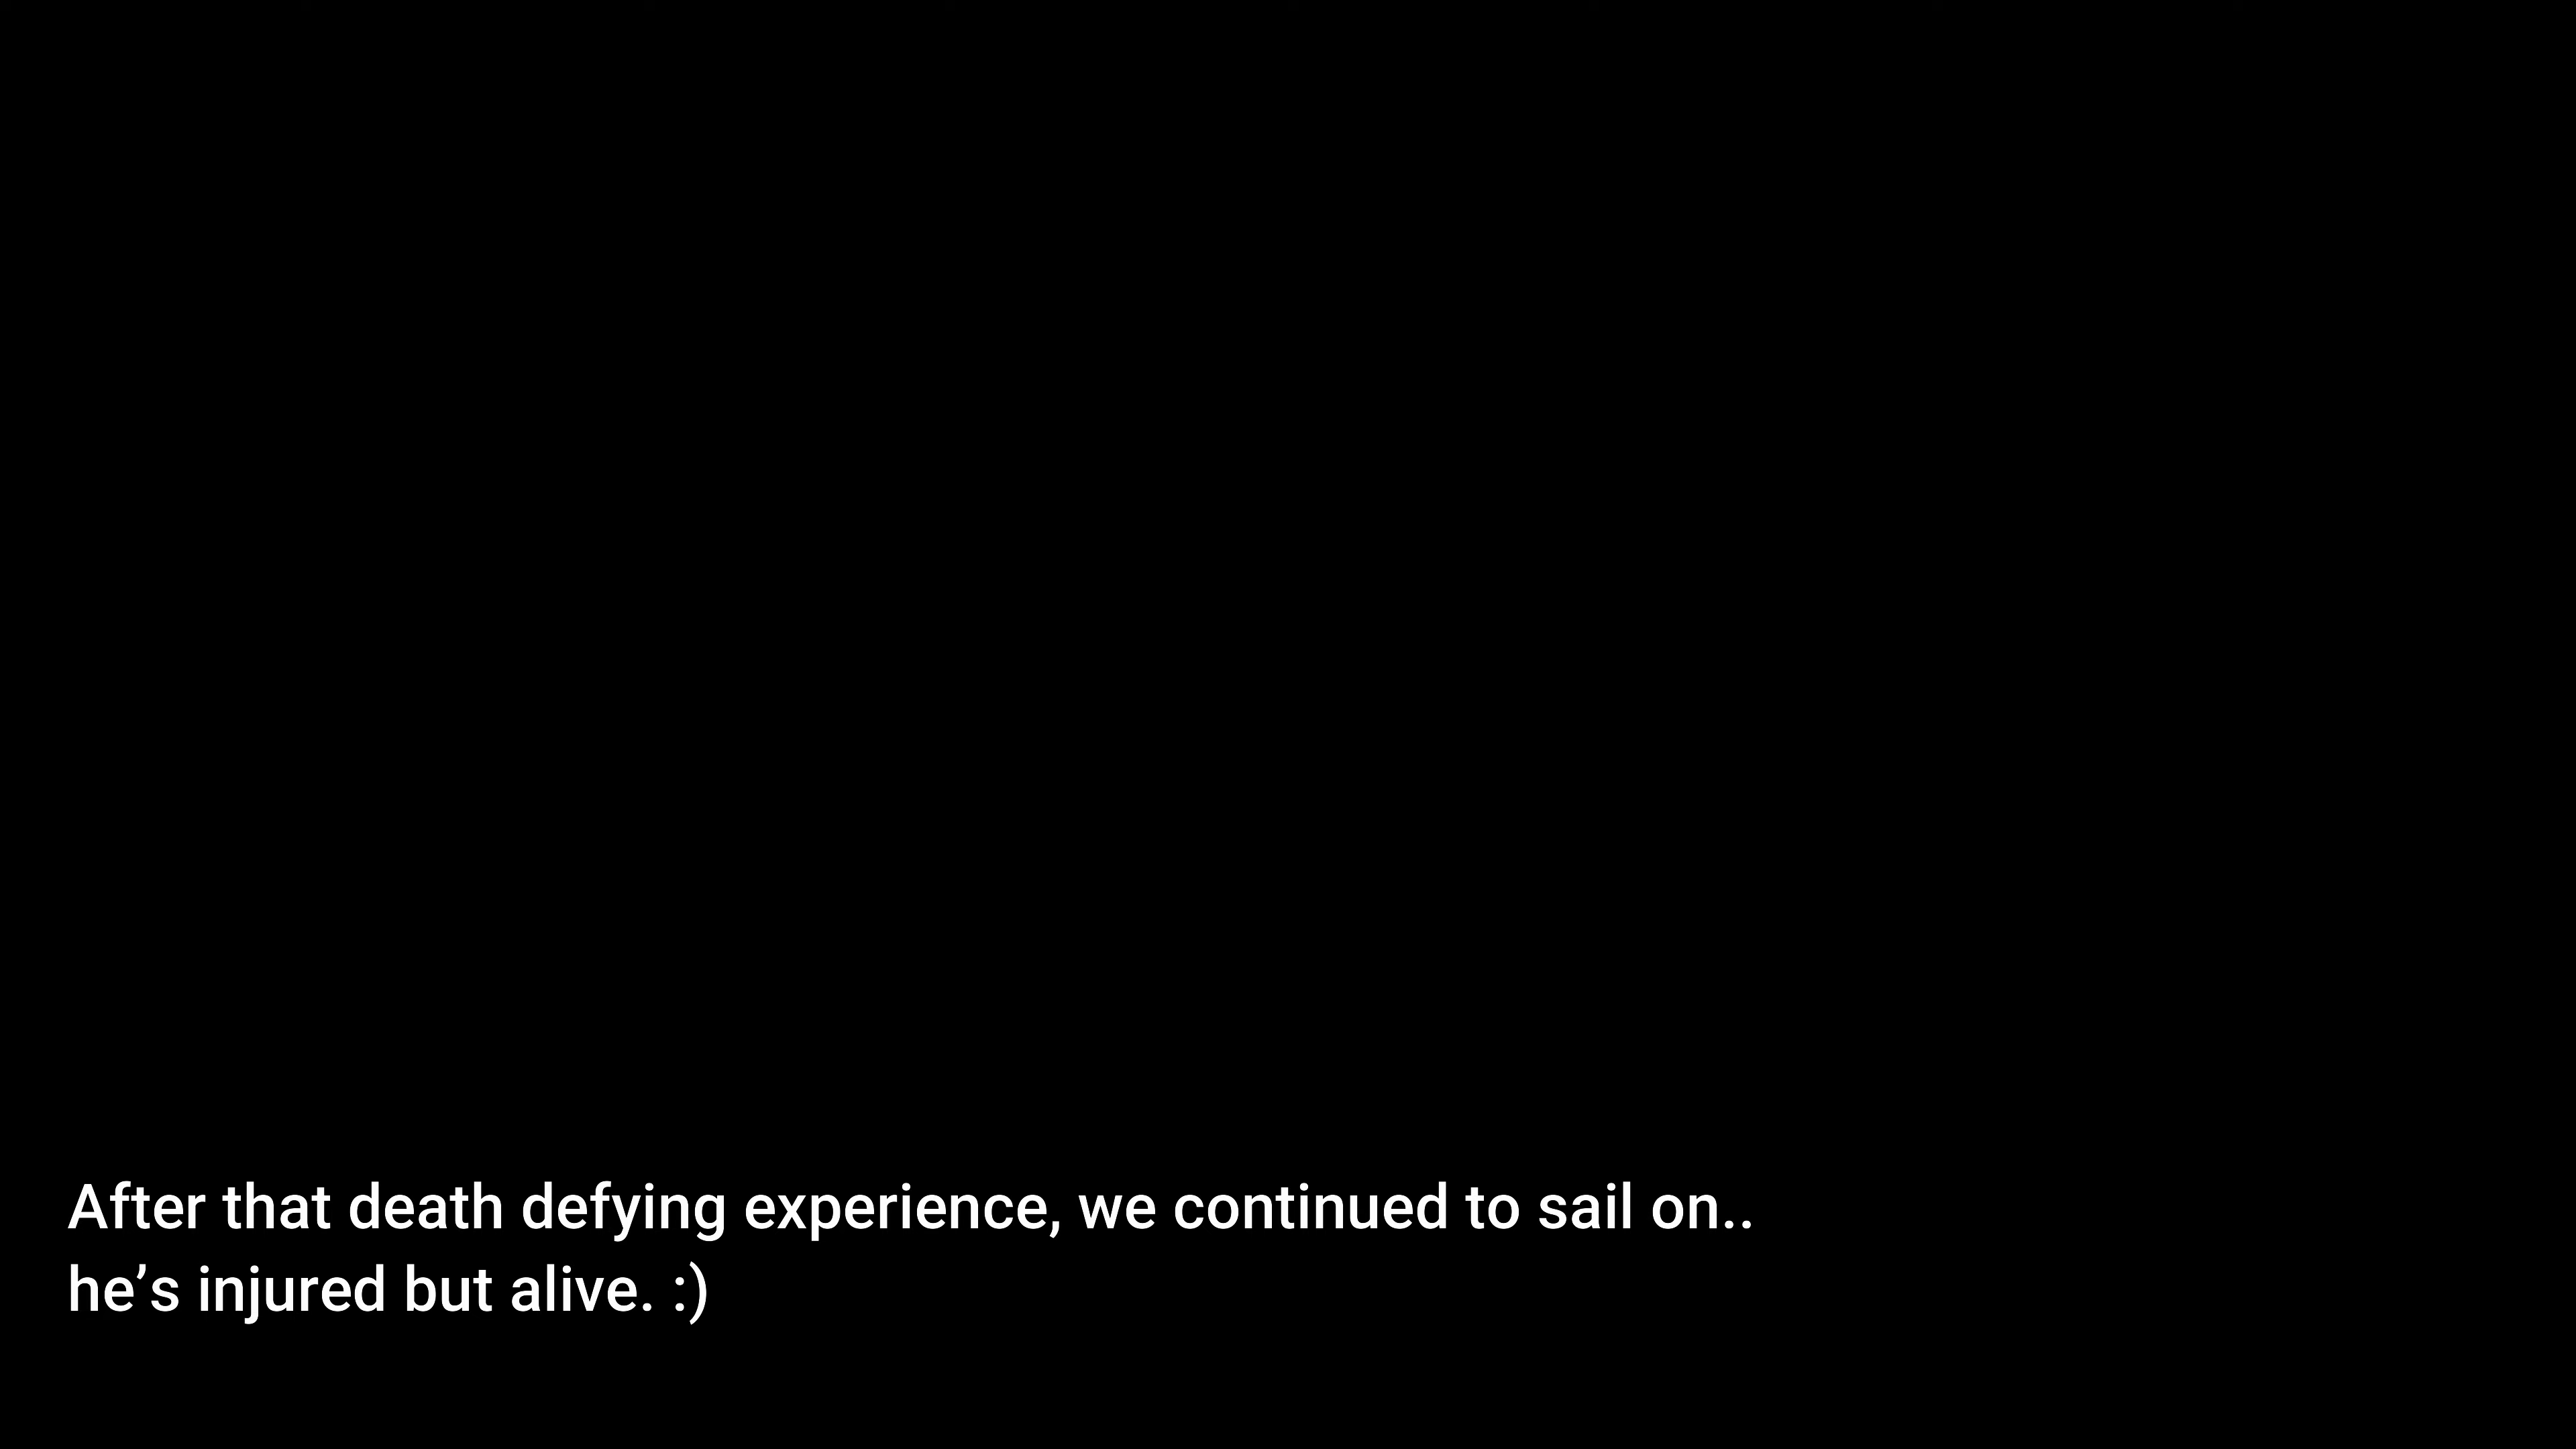 After that death defying experience, we continued to sail on..
he’s injured but alive. :)